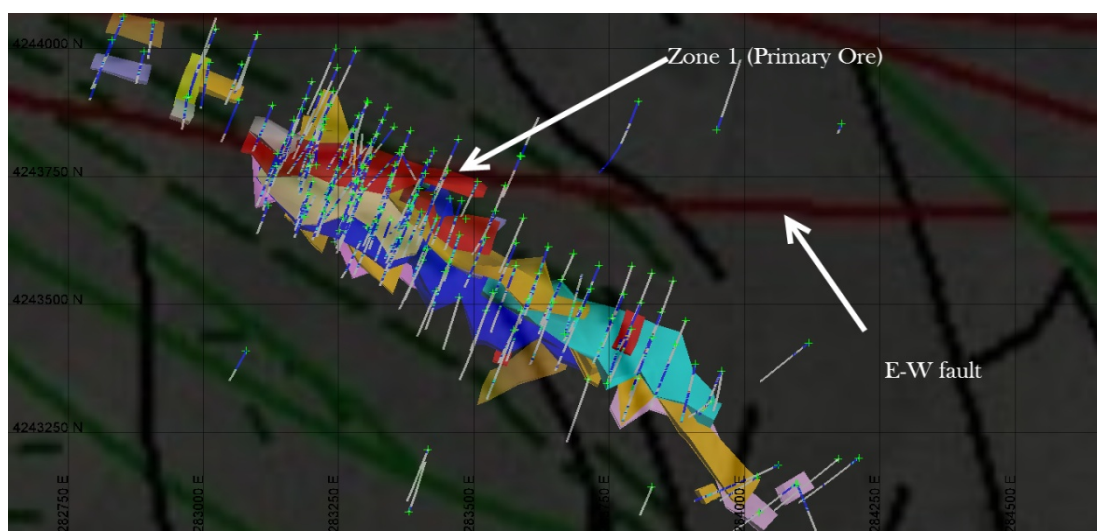 Zone 1 (Primary Ore)
E-W fault
4244000 N
4243750 N
4243500 N
4243250 N
282750 E
283000 E
283250 E
283500 E
284000 E
284250 E
284500 E